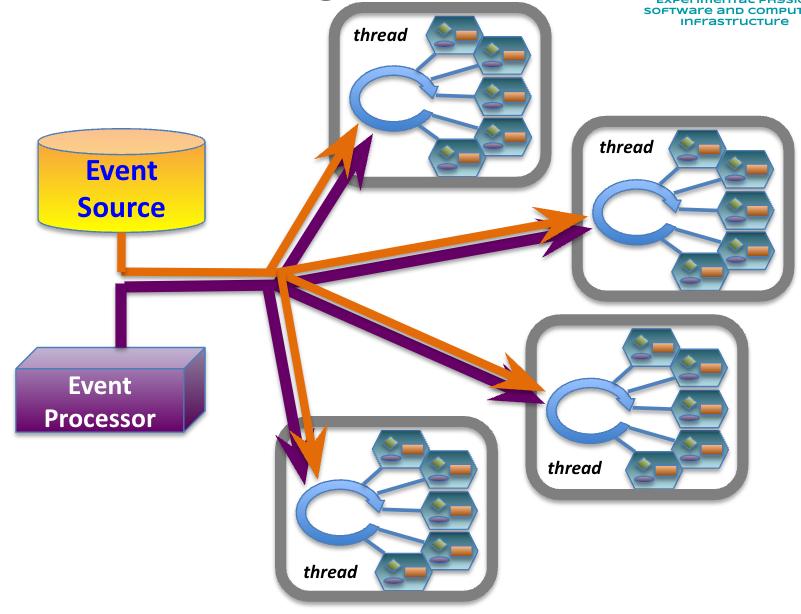 SOFTWARE AND COMPUT
INFRASTRUCTURE
thread
thread
Event
Source
Event
Processor
thread
thread